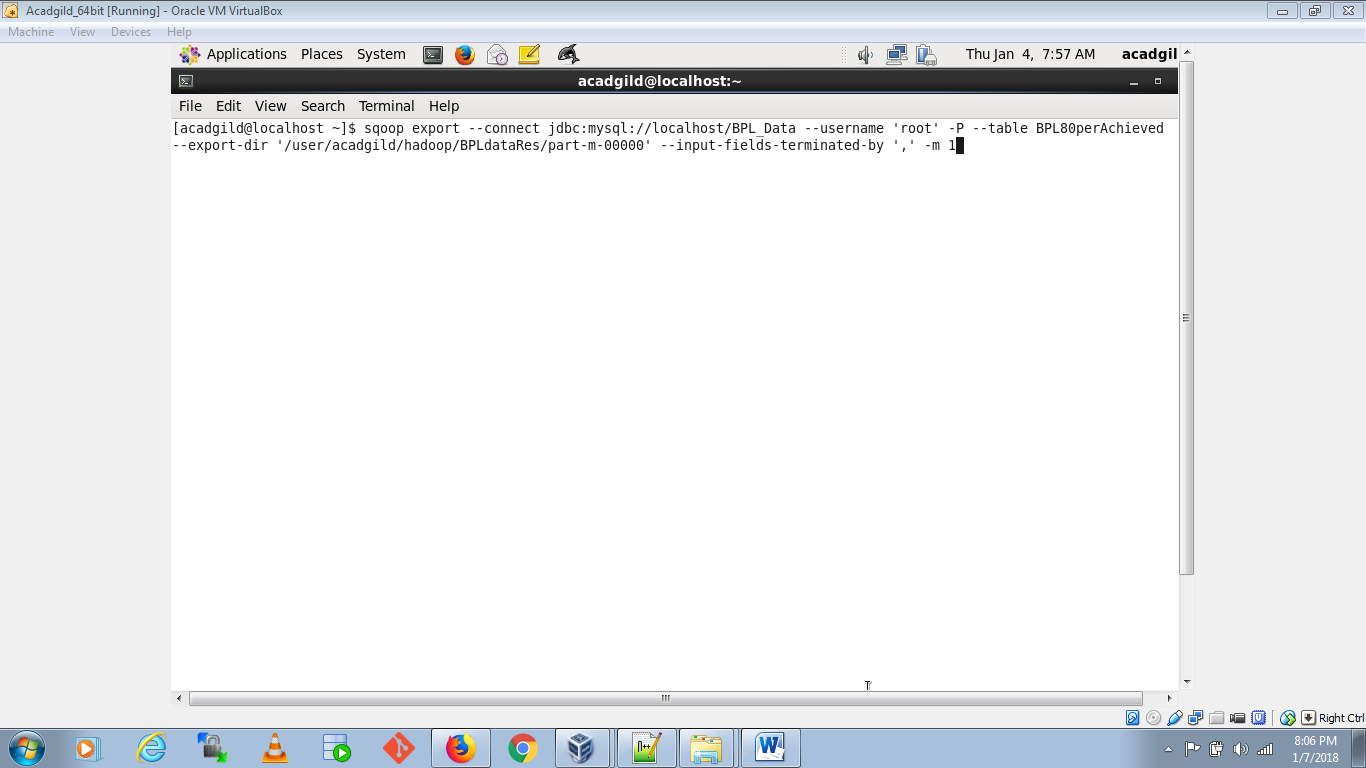 Acadgild_64bit [Running] - Oracle VM VirtualBox
Machine View Devices Help
Applications Places System Thu Jan 4, 7:57 AM acadgil
acadgild@localhost:~
File Edit View Search Terminal Help
[acadgild@localhost ~]$ sqoop export --connect jdbc:mysql://localhost/BPL_Data --username 'root' -P --table BPL80perAchieved
--export-dir '/user/acadgild/hadoop/BPLdataRes/part-m-00000' --input-fields-terminated-by ',' -m 1
Right Ctrl
8:06 PM
1/7/2018